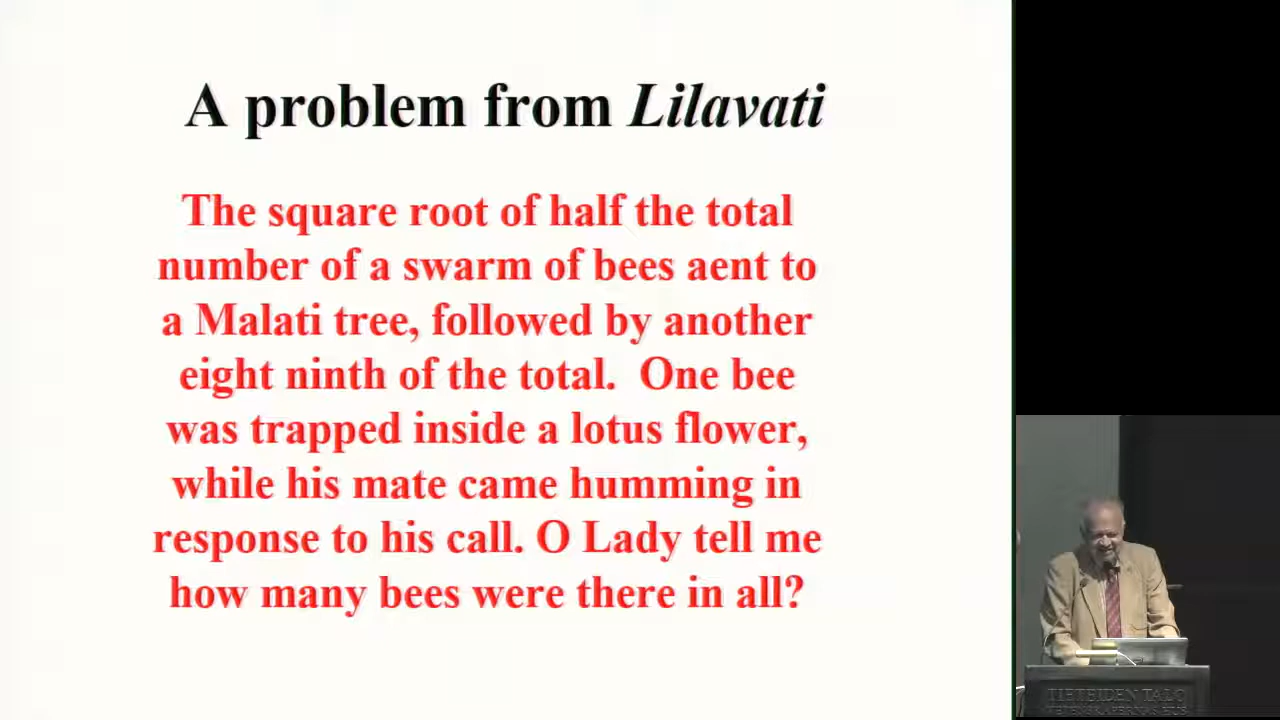 A problem from Lilavati
The square root of half the total
number of a swarm of bees aent to
a Malati tree, followed by another
eight ninth of the total. One bee
was trapped inside a lotus flower,
while his mate came humming in
response to his call. O Lady tell me
how many bees were there in all?
TIETEIDEN TALO